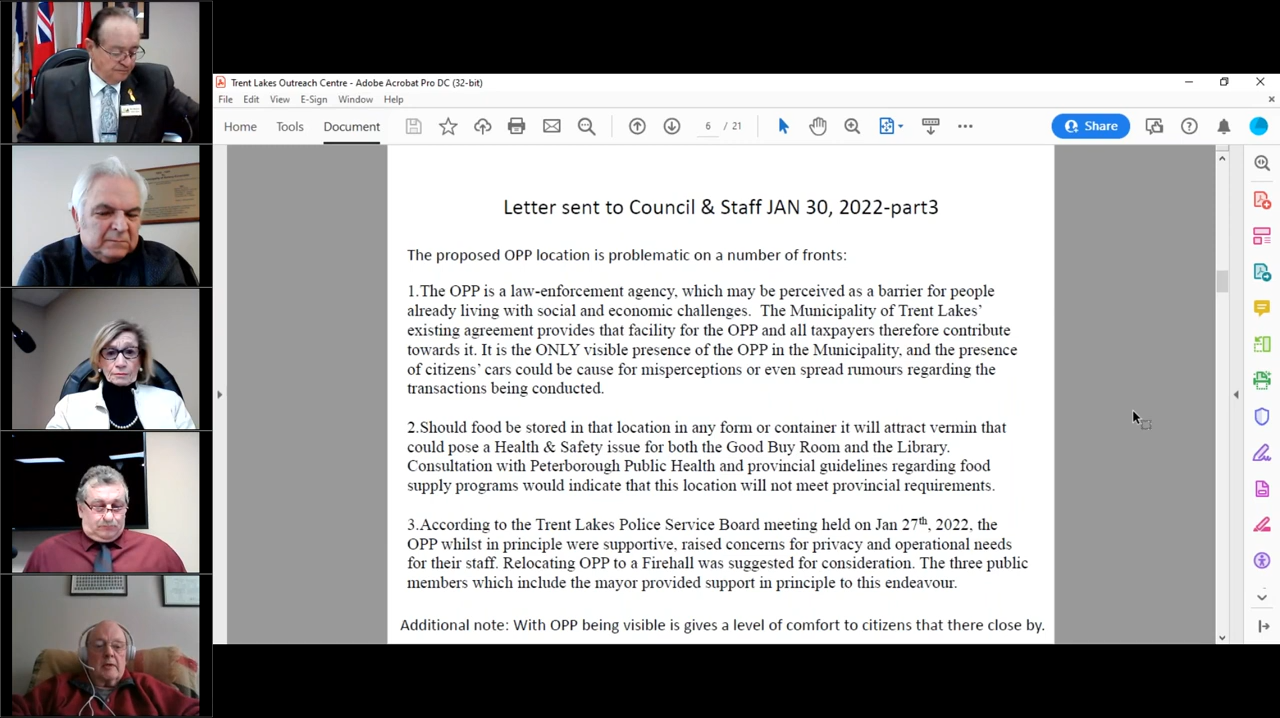 Trent Lakes Outreach Centre - Adobe Acrobat Pro DC (32-bit)
File Edit View E-Sign Window Help
Home Tools Document 6 / 21 Share
Letter sent to Council & Staff JAN 30, 2022-part3
The proposed OPP location is problematic on a number of fronts:
1.The OPP is a law-enforcement agency, which may be perceived as a barrier for people
already living with social and economic challenges. The Municipality of Trent Lakes’
existing agreement provides that facility for the OPP and all taxpayers therefore contribute
towards it. It is the ONLY visible presence of the OPP in the Municipality, and the presence
of citizens’ cars could be cause for misperceptions or even spread rumours regarding the
transactions being conducted.
2.Should food be stored in that location in any form or container it will attract vermin that
could pose a Health & Safety issue for both the Good Buy Room and the Library.
Consultation with Peterborough Public Health and provincial guidelines regarding food
supply programs would indicate that this location will not meet provincial requirements.
3.According to the Trent Lakes Police Service Board meeting held on Jan 27th, 2022, the
OPP whilst in principle were supportive, raised concerns for privacy and operational needs
for their staff. Relocating OPP to a Firehall was suggested for consideration. The three public
members which include the mayor provided support in principle to this endeavour.
Additional note: With OPP being visible is gives a level of comfort to citizens that there close by.